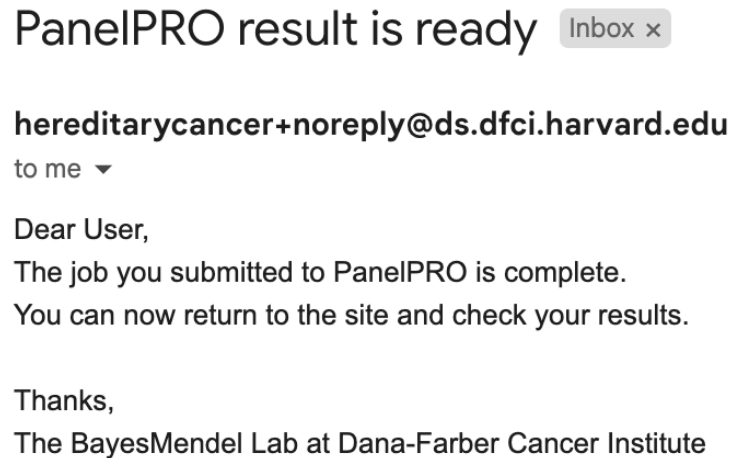 PanelPRO result is ready Inbox ×
hereditarycancer+noreply@ds.dfci.harvard.edu
to me
Dear User,
The job you submitted to PanelPRO is complete.
You can now return to the site and check your results.
Thanks,
The BayesMendel Lab at Dana-Farber Cancer Institute